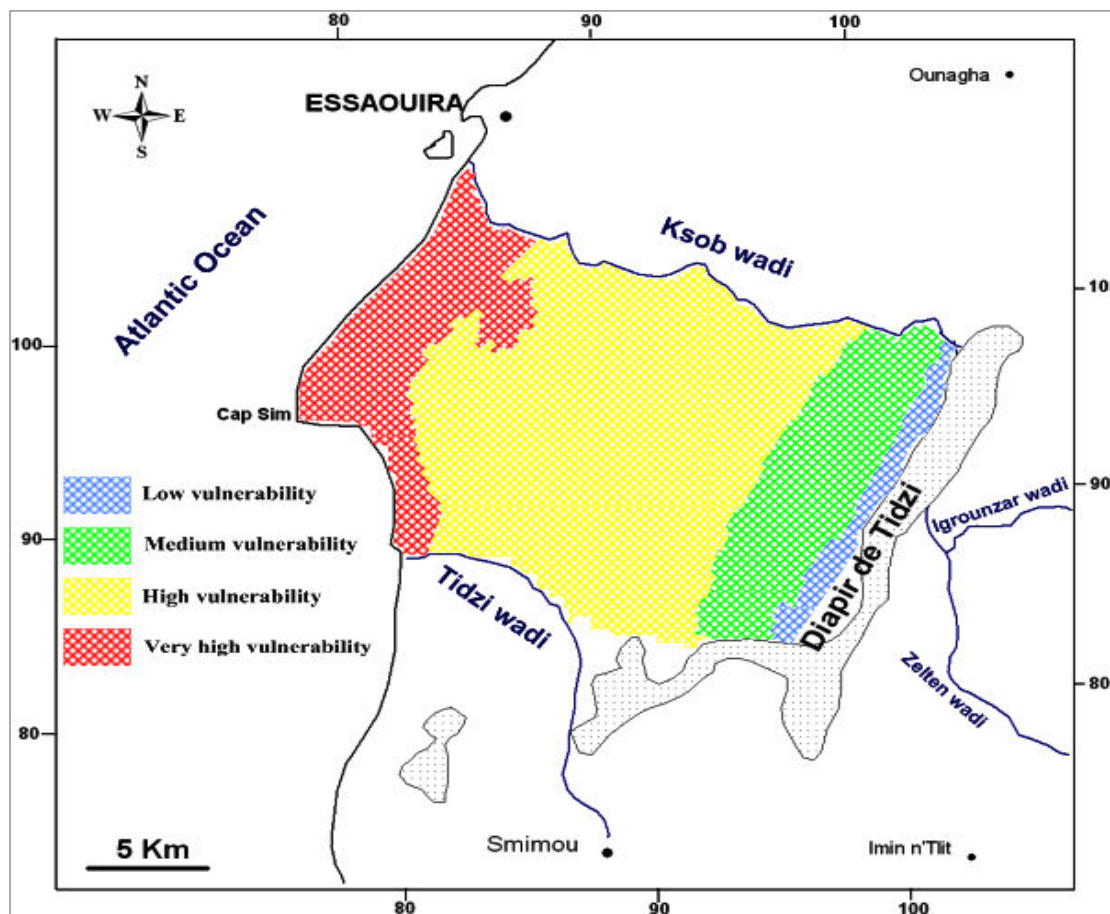 80 90 100
Ounagha
N
W E
S
ESSAOUIRA
Atlantic Ocean
Ksob wadi
100
100
Cap Sim
Low vulnerability
Medium vulnerability
High vulnerability
Very high vulnerability
90
90
Igrounzar wadi
Diapir de Tidzi
Tidzi wadi
Zelten wadi
80
80
5 Km
Smimou
Imin n'Tlit
80 90 100